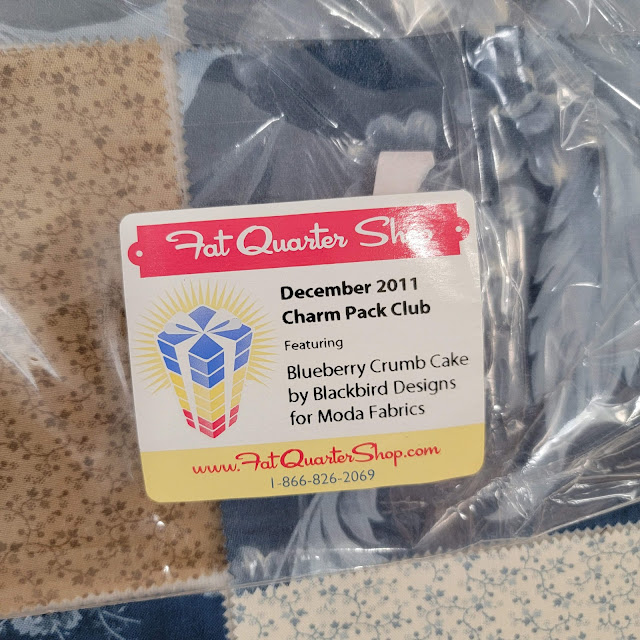 Fat Quarter Shop
December 2011
Charm Pack Club
Featuring
Blueberry Crumb Cake
by Blackbird Designs
for Moda Fabrics
www.FatQuarterShop.com
1-866-826-2069